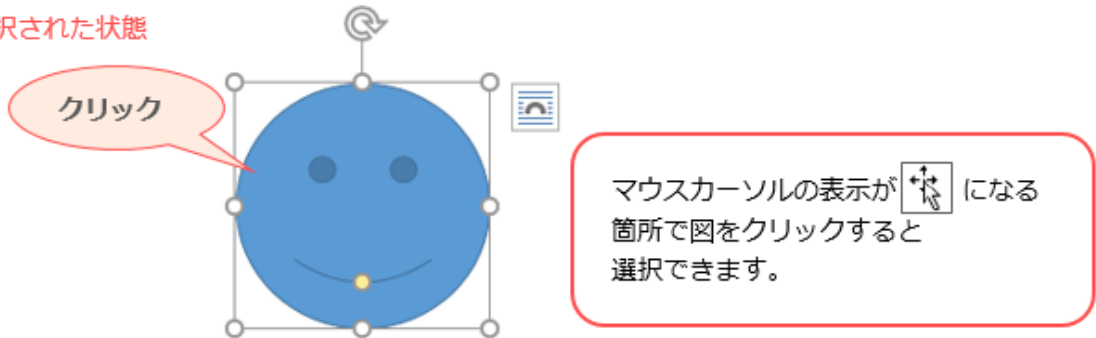 択された状態
クリック
マウスカーソルの表示が になる
箇所で図をクリックすると
選択できます。